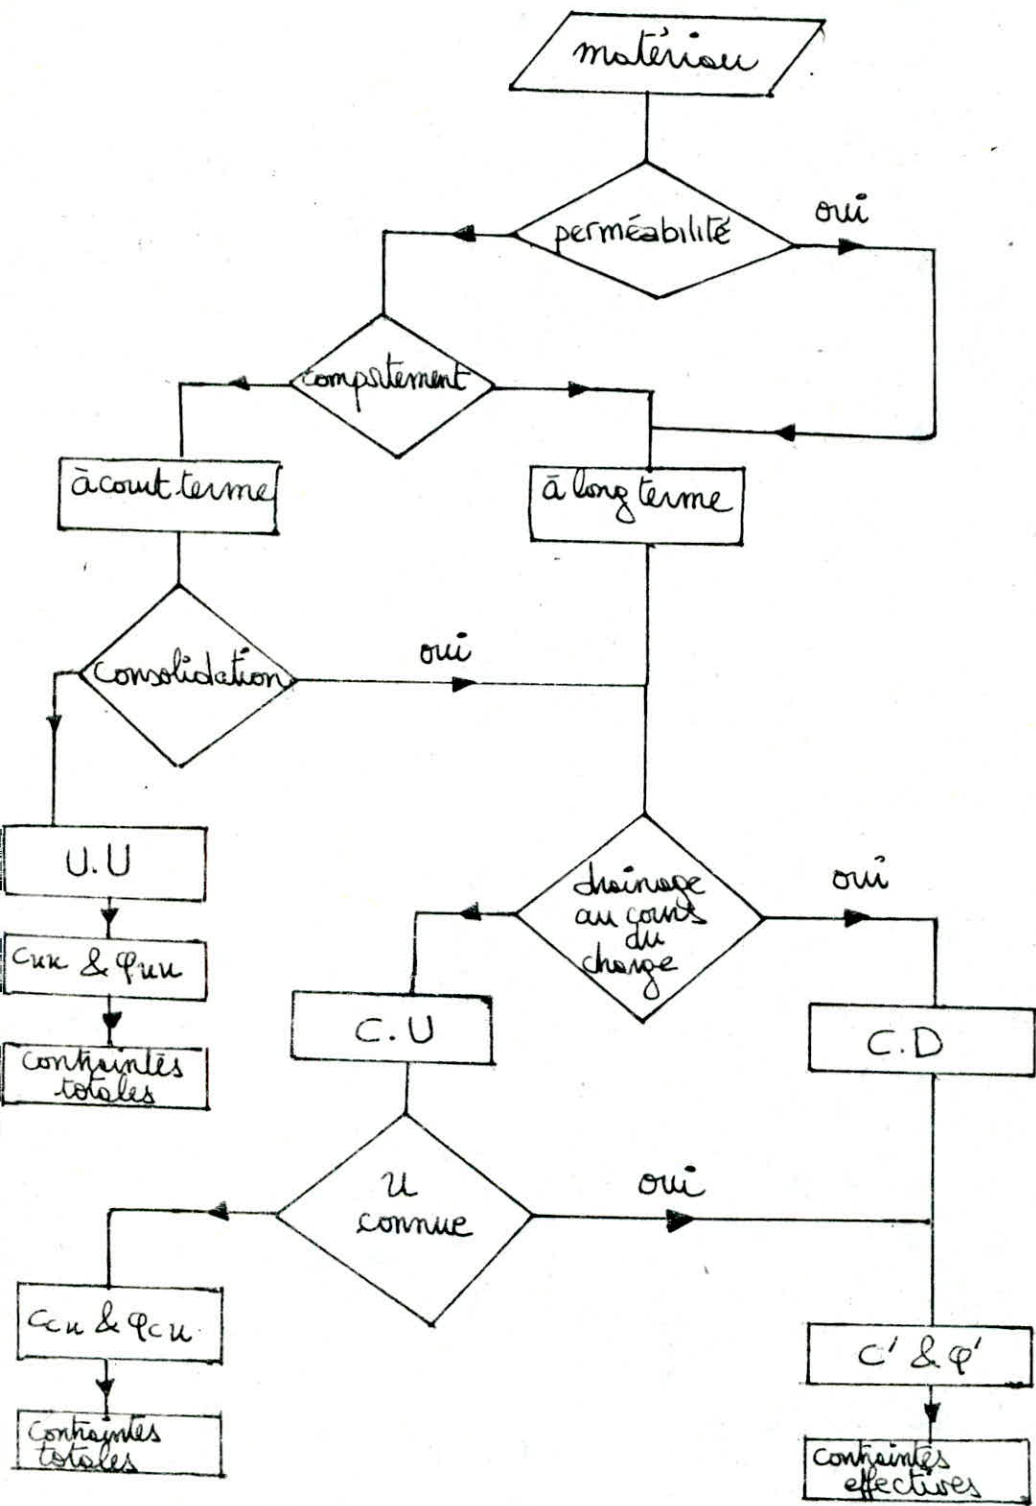 matériau
perméabilité
oui
comportement
à court terme
à long terme
consolidation
oui
U.U
drainage
au cours
du
charge
oui
cuu & φuu
C.U
C.D
contraintes
totales
u
connue
oui
ccu & φcu
c' & φ'
contraintes
totales
contraintes
effectives